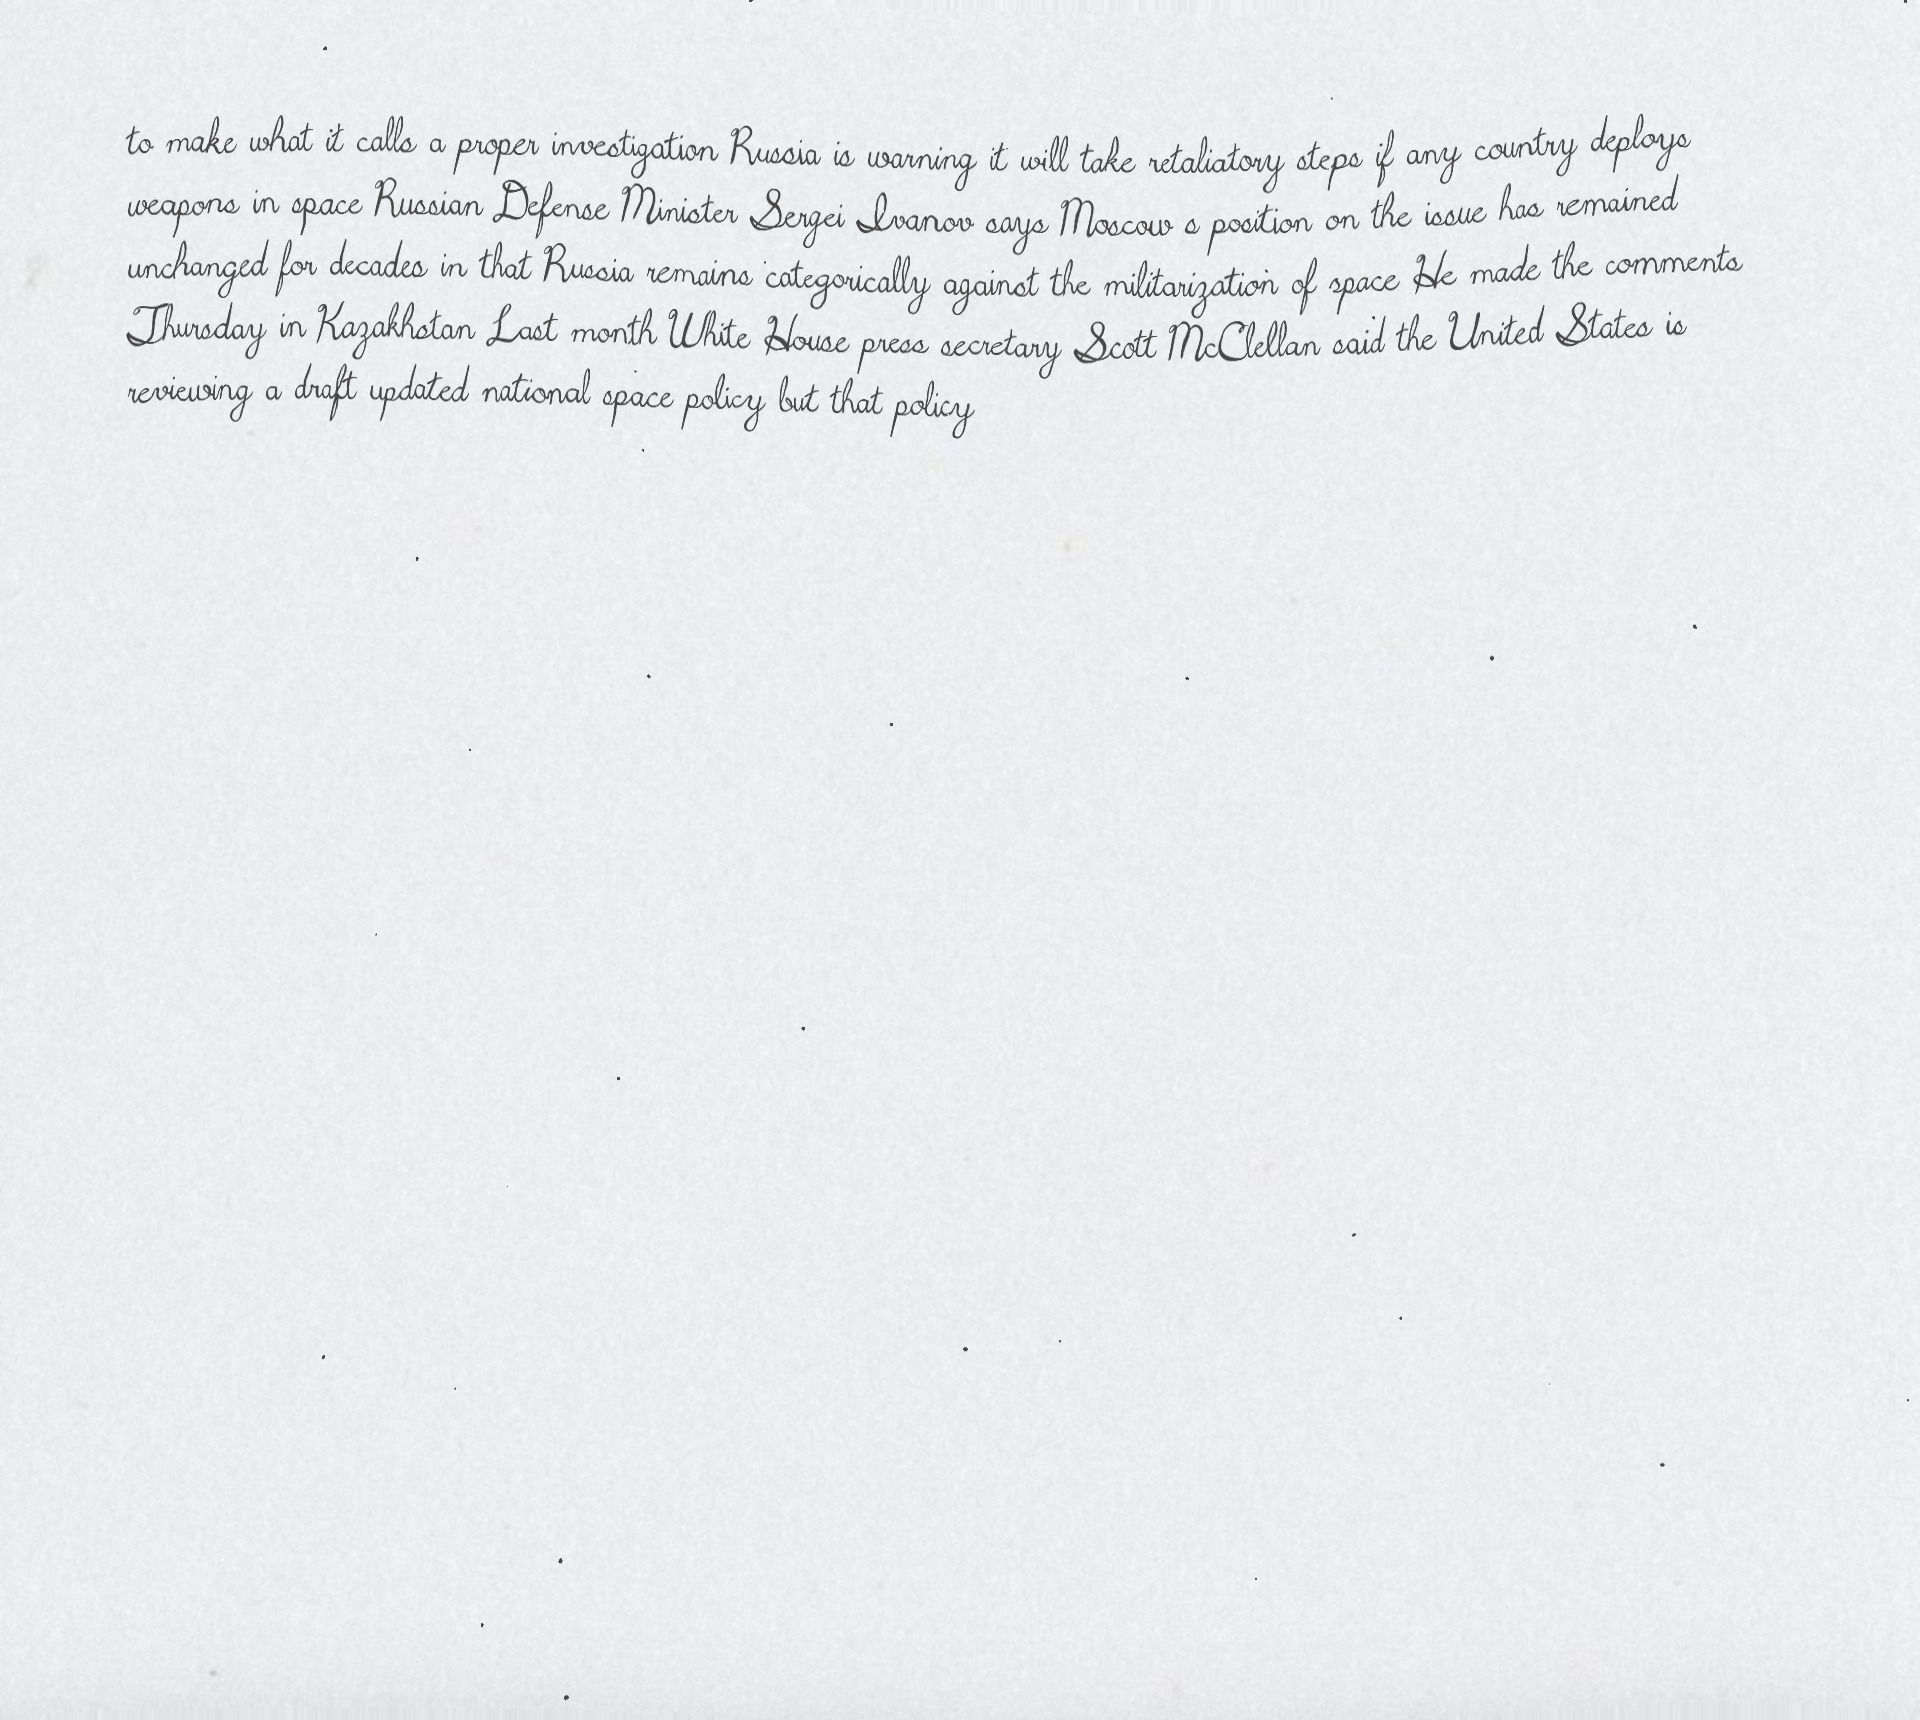 to make what it calls a proper investigation Russia is warning it will take retaliatory steps if any country deploys
weapons in space Russian Defense Minister Sergei Ivanov says Moscow s position on the issue has remained
unchanged for decades in that Russia remains categorically against the militarization of space He made the comments
Thursday in Kazakhstan Last month White House press secretary Scott McClellan said the United States is
reviewing a draft updated national space policy but that policy